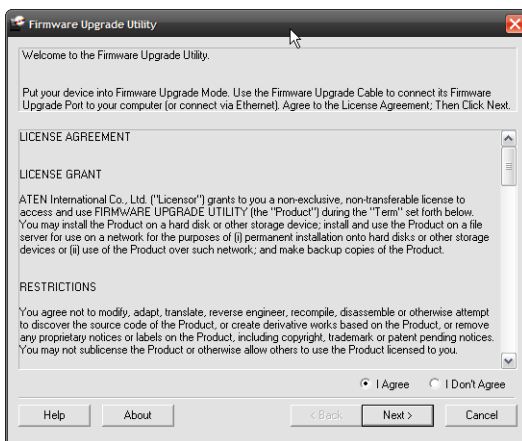 Firmware Upgrade Utility
Welcome to the Firmware Upgrade Utility.
Put your device into Firmware Upgrade Mode. Use the Firmware Upgrade Cable to connect its Firmware
Upgrade Port to your computer (or connect via Ethernet). Agree to the License Agreement; Then Click Next.
LICENSE AGREEMENT
LICENSE GRANT
ATEN International Co., Ltd. ("Licensor") grants to you a non-exclusive, non-transferable license to
access and use FIRMWARE UPGRADE UTILITY (the "Product") during the "Term" set forth below.
You may install the Product on a hard disk or other storage device; install and use the Product on a file
server for use on a network for the purposes of (i) permanent installation onto hard disks or other storage
devices or (ii) use of the Product over such network; and make backup copies of the Product.
RESTRICTIONS
You agree not to modify, adapt, translate, reverse engineer, recompile, disassemble or otherwise attempt
to discover the source code of the Product, or create derivative works based on the Product, or remove
any proprietary notices or labels on the Product, including copyright, trademark or patent pending notices.
You may not sublicense the Product or otherwise allow others to use the Product licensed to you.
I Agree I Don't Agree
Help About < Back Next > Cancel